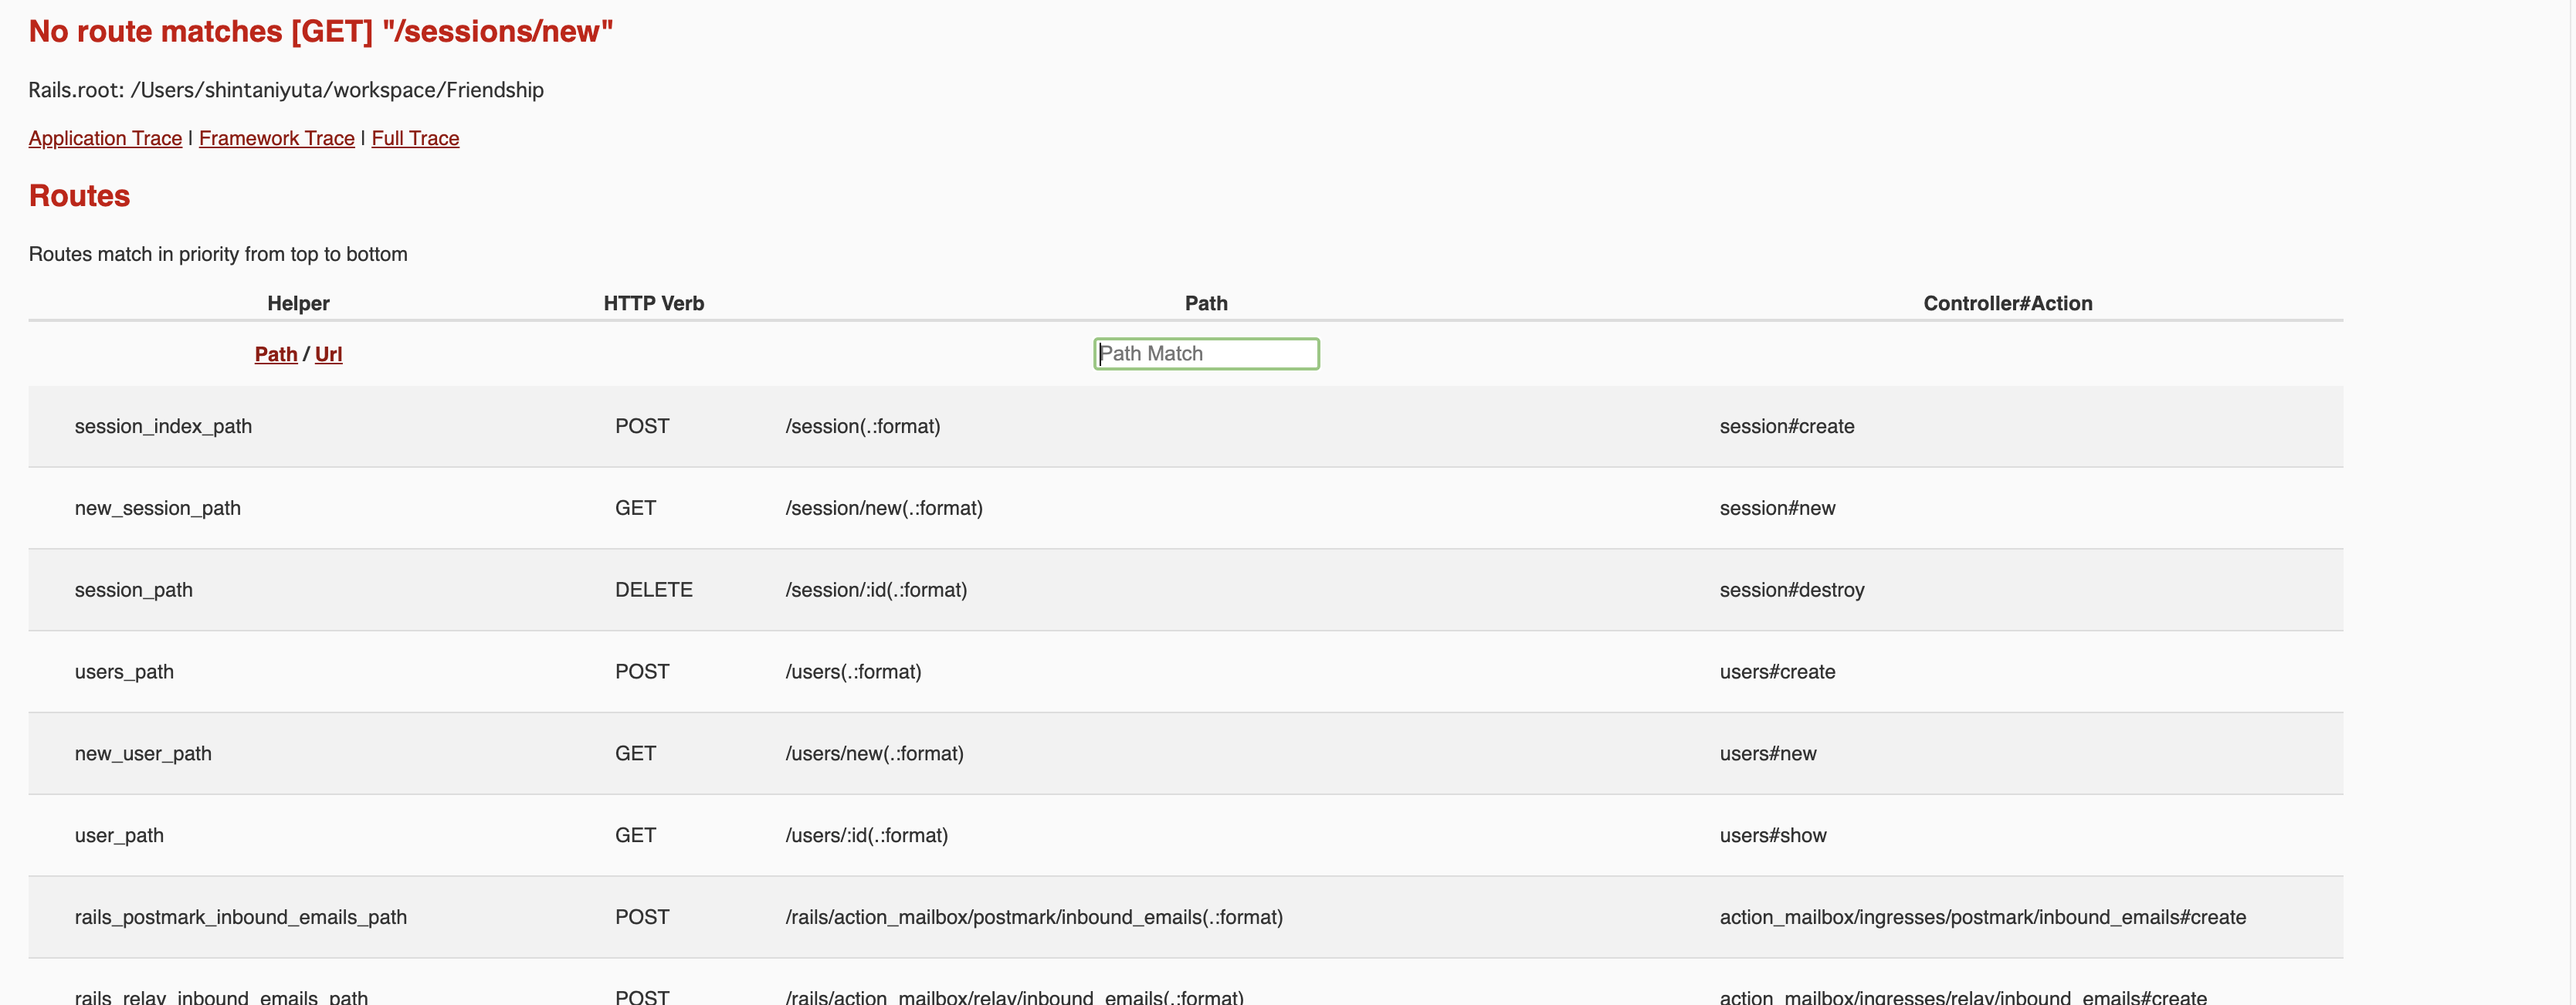 No route matches [GET] "/sessions/new"
Rails.root: /Users/shintaniyuta/workspace/Friendship
Application Trace | Framework Trace | Full Trace
Routes
Routes match in priority from top to bottom
Helper HTTP Verb Path Controller#Action
Path / Url Path Match
session_index_path POST /session(.:format) session#create
new_session_path GET /session/new(.:format) session#new
session_path DELETE /session/:id(.:format) session#destroy
users_path POST /users(.:format) users#create
new_user_path GET /users/new(.:format) users#new
user_path GET /users/:id(.:format) users#show
rails_postmark_inbound_emails_path POST /rails/action_mailbox/postmark/inbound_emails(.:format) action_mailbox/ingresses/postmark/inbound_emails#create
rails_relay_inbound_emails_path POST /rails/action_mailbox/relay/inbound_emails(.:format) action_mailbox/ingresses/relay/inbound_emails#create